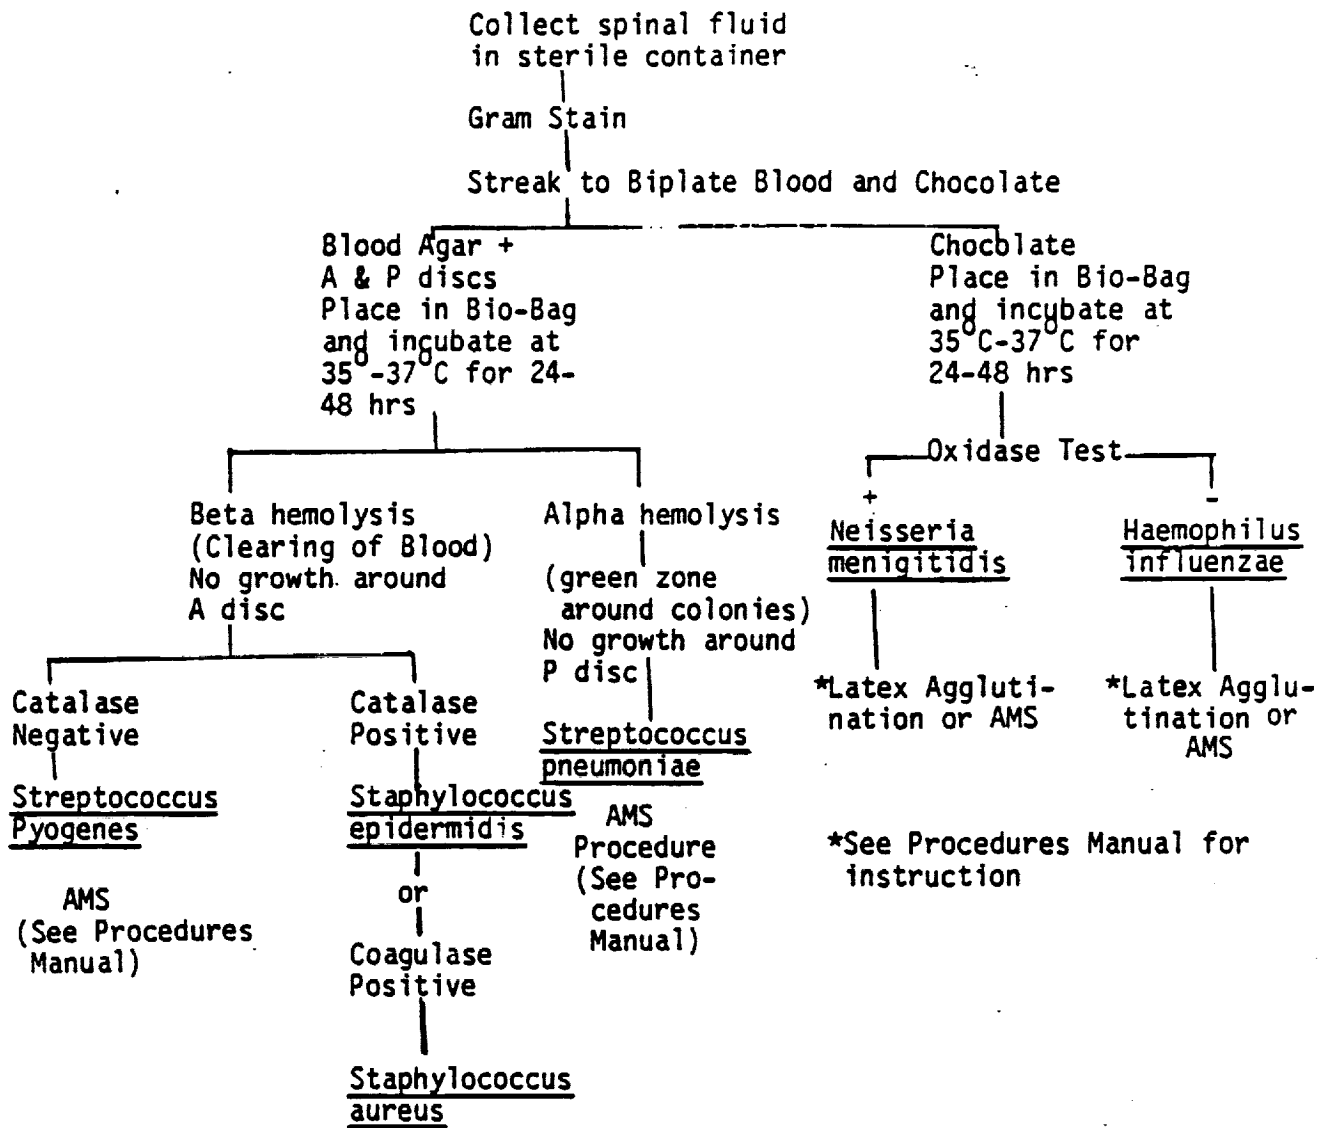 Collect spinal fluid
in sterile container
Gram Stain
Streak to Biplate Blood and Chocolate
Blood Agar +
A & P discs
Place in Bio-Bag
and incubate at
35°-37°C for 24-
48 hrs
Chocolate
Place in Bio-Bag
and incubate at
35°C-37°C for
24-48 hrs
Oxidase Test
Beta hemolysis
(Clearing of Blood)
No growth around
A disc
Alpha hemolysis
(green zone
around colonies)
No growth around
P disc
+
Neisseria
menigitidis
-
Haemophilus
influenzae
Catalase
Negative
Catalase
Positive
*Latex Aggluti-
nation or AMS
*Latex Agglu-
tination or
AMS
Streptococcus
Pyogenes
AMS
(See Procedures
Manual)
Staphylococcus
epidermidis
or
Coagulase
Positive
Staphylococcus
aureus
Streptococcus
pneumoniae
AMS
Procedure
(See Pro-
cedures
Manual)
*See Procedures Manual for
instruction